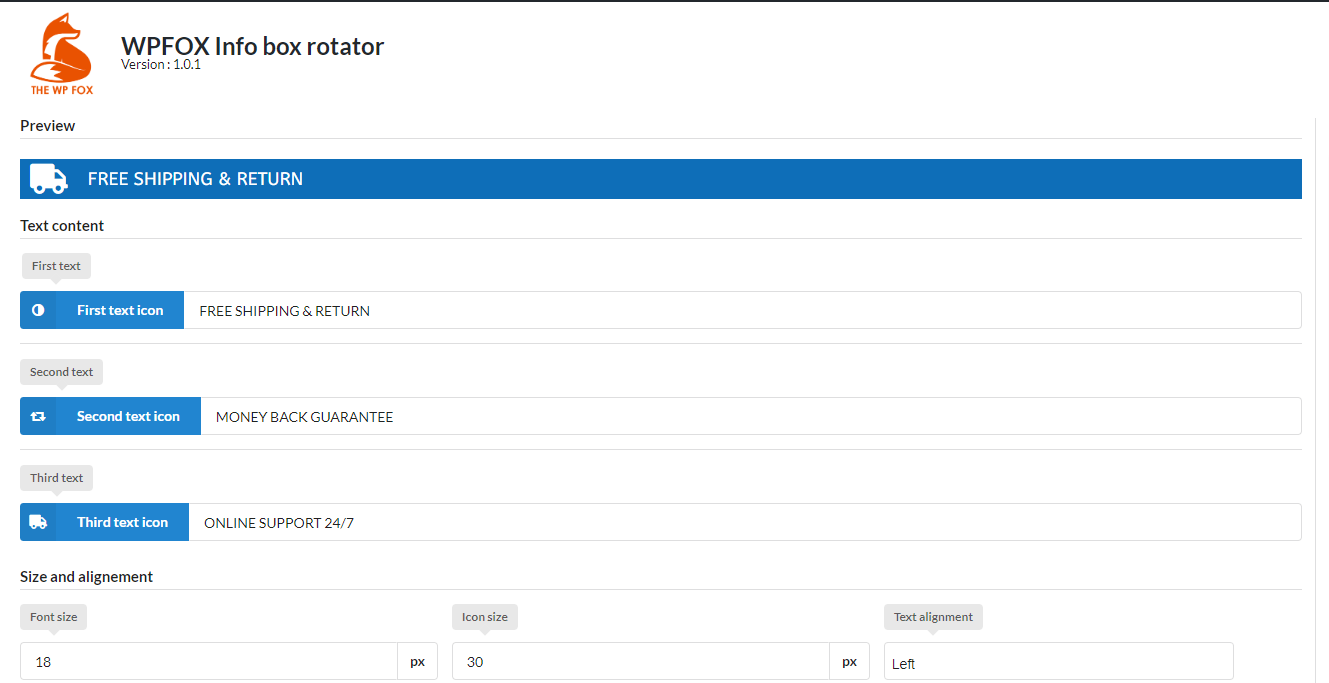 THE WP FOX
WPFOX Info box rotator
Version : 1.0.1
Preview
FREE SHIPPING & RETURN
Text content
First text
First text icon FREE SHIPPING & RETURN
Second text
Second text icon MONEY BACK GUARANTEE
Third text
Third text icon ONLINE SUPPORT 24/7
Size and alignement
Font size Icon size Text alignment
18 px 30 px Left